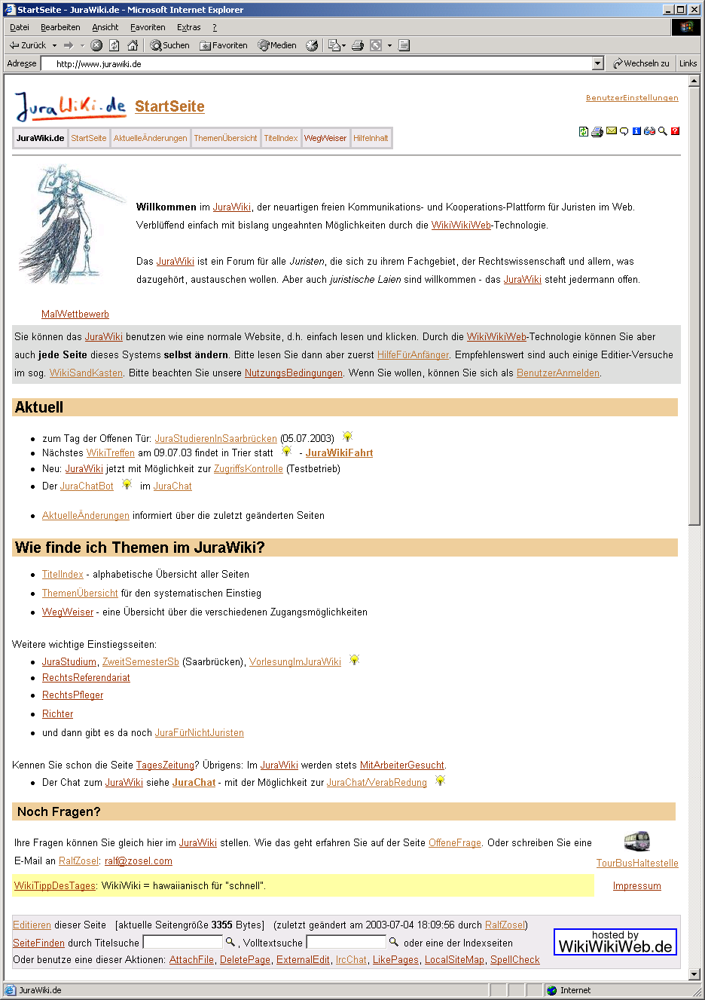 StartSeite - JuraWiki.de - Microsoft Internet Explorer
Datei Bearbeiten Ansicht Favoriten Extras ?
Zurück Suchen Favoriten Medien
Adresse http://www.jurawiki.de Wechseln zu Links
JuraWiki.de StartSeite BenutzerEinstellungen
JuraWiki.de StartSeite AktuelleÄnderungen ThemenÜbersicht TitelIndex WegWeiser HilfeInhalt
Willkommen im JuraWiki, der neuartigen freien Kommunikations- und Kooperations-Plattform für Juristen im Web.
Verblüffend einfach mit bislang ungeahnten Möglichkeiten durch die WikiWikiWeb-Technologie.
Das JuraWiki ist ein Forum für alle Juristen, die sich zu ihrem Fachgebiet, der Rechtswissenschaft und allem, was
dazugehört, austauschen wollen. Aber auch juristische Laien sind willkommen - das JuraWiki steht jedermann offen.
MalWettbewerb
Sie können das JuraWiki benutzen wie eine normale Website, d.h. einfach lesen und klicken. Durch die WikiWikiWeb-Technologie können Sie aber
auch jede Seite dieses Systems selbst ändern. Bitte lesen Sie dann aber zuerst HilfeFürAnfänger. Empfehlenswert sind auch einige Editier-Versuche
im sog. WikiSandKasten. Bitte beachten Sie unsere NutzungsBedingungen. Wenn Sie wollen, können Sie sich als BenutzerAnmelden.
Aktuell
• zum Tag der Offenen Tür: JuraStudierenInSaarbrücken (05.07.2003)
• Nächstes WikiTreffen am 09.07.03 findet in Trier statt - JuraWikiFahrt
• Neu: JuraWiki jetzt mit Möglichkeit zur ZugriffsKontrolle (Testbetrieb)
• Der JuraChatBot im JuraChat
• AktuelleÄnderungen informiert über die zuletzt geänderten Seiten
Wie finde ich Themen im JuraWiki?
• TitelIndex - alphabetische Übersicht aller Seiten
• ThemenÜbersicht für den systematischen Einstieg
• WegWeiser - eine Übersicht über die verschiedenen Zugangsmöglichkeiten
Weitere wichtige Einstiegsseiten:
• JuraStudium, ZweitSemesterSb (Saarbrücken), VorlesungImJuraWiki
• RechtsReferendariat
• RechtsPfleger
• Richter
• und dann gibt es da noch JuraFürNichtJuristen
Kennen Sie schon die Seite TagesZeitung? Übrigens: Im JuraWiki werden stets MitArbeiterGesucht.
• Der Chat zum JuraWiki siehe JuraChat - mit der Möglichkeit zur JuraChat/VerabRedung
Noch Fragen?
Ihre Fragen können Sie gleich hier im JuraWiki stellen. Wie das geht erfahren Sie auf der Seite OffeneFrage. Oder schreiben Sie eine
E-Mail an RalfZosel: ralf@zosel.com
TourBusHaltestelle
WikiTippDesTages: WikiWiki = hawaiianisch für "schnell".
Impressum
Editieren dieser Seite [aktuelle Seitengröße 3355 Bytes] (zuletzt geändert am 2003-07-04 18:09:56 durch RalfZosel)
SeiteFinden durch Titelsuche , Volltextsuche oder eine der Indexseiten
Oder benutze eine dieser Aktionen: AttachFile, DeletePage, ExternalEdit, IrcChat, LikePages, LocalSiteMap, SpellCheck
hosted by
WikiWikiWeb.de
JuraWiki.de Internet